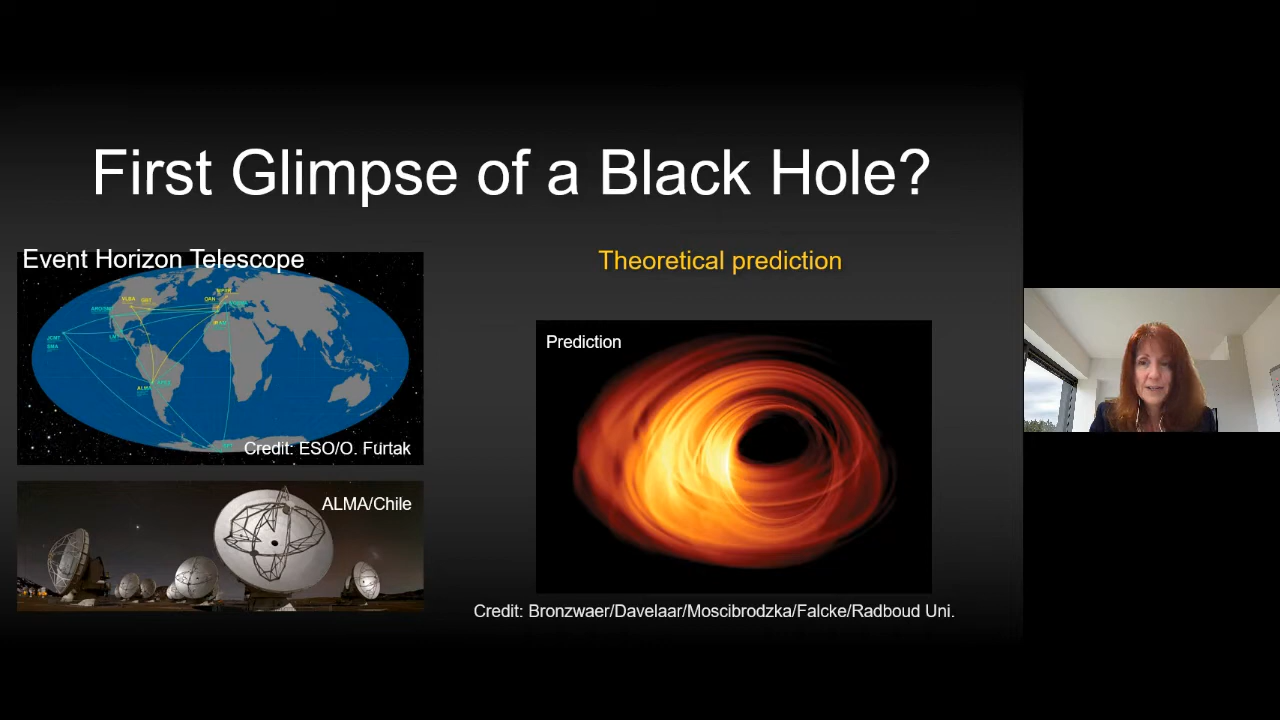 First Glimpse of a Black Hole?
Event Horizon Telescope
Credit: ESO/O. Furtak
ALMA/Chile
Theoretical prediction
Prediction
Credit: Bronzwaer/Davelaar/Moscibrodzka/Falcke/Radboud Uni.